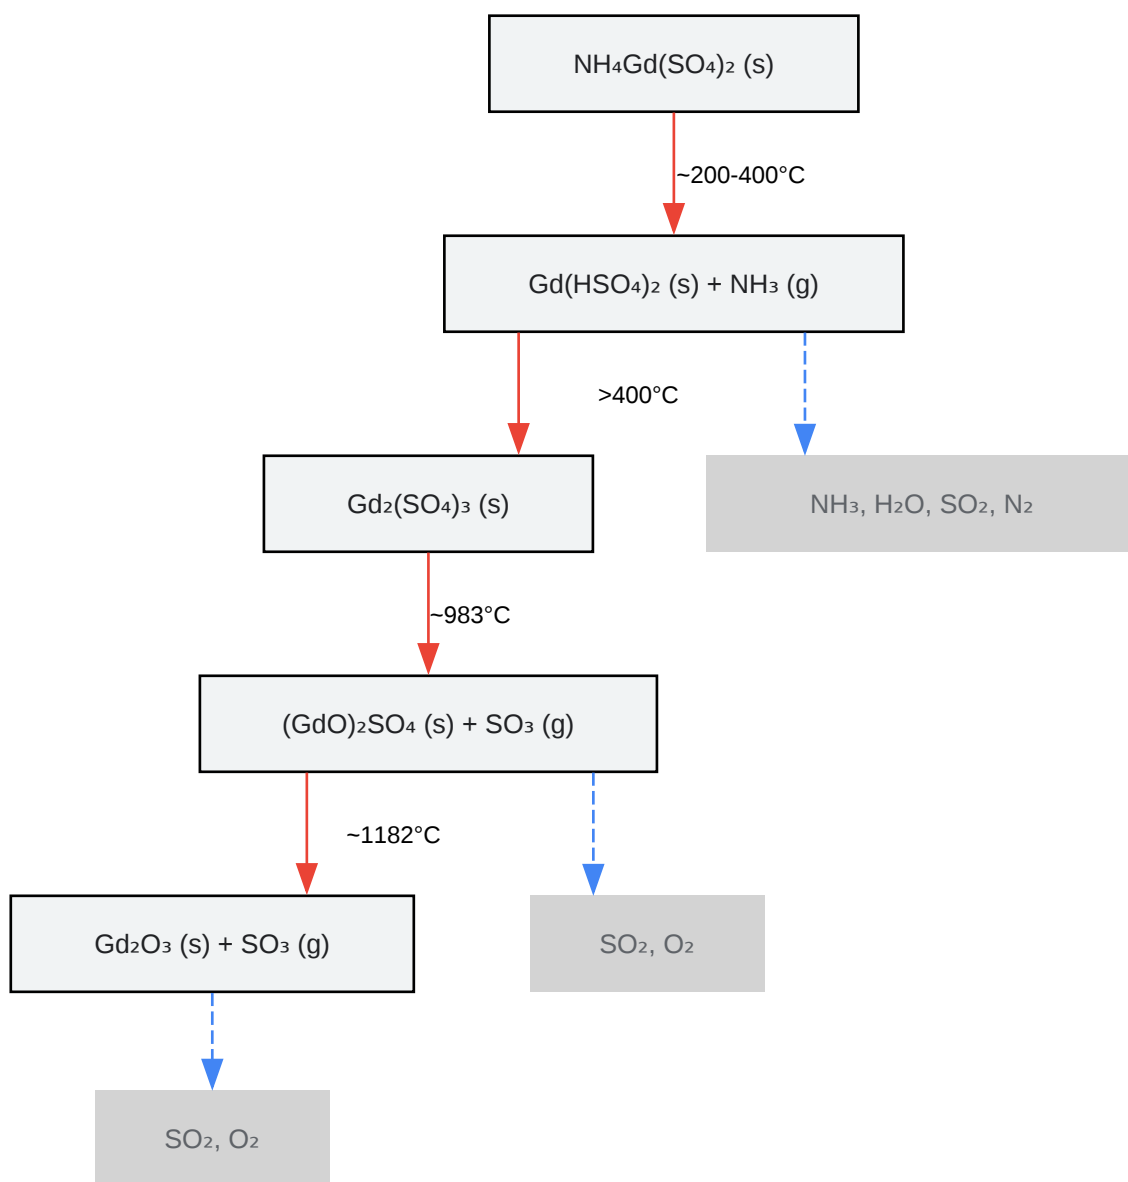 NH₄Gd(SO₄)₂ (s)
~200-400°C
Gd(HSO₄)₂ (s) + NH₃ (g)
>400°C
Gd₂(SO₄)₃ (s)
NH₃, H₂O, SO₂, N₂
~983°C
(GdO)₂SO₄ (s) + SO₃ (g)
~1182°C
Gd₂O₃ (s) + SO₃ (g)
SO₂, O₂
SO₂, O₂